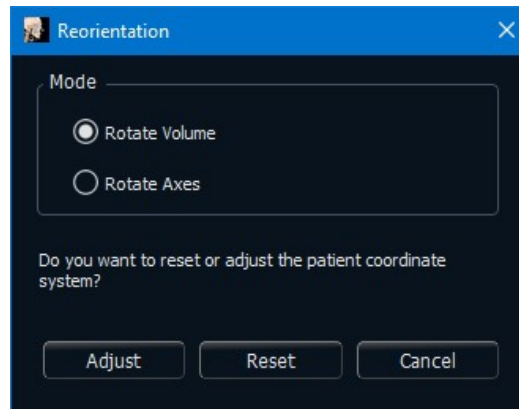 Reorientation
Mode
Rotate Volume
Rotate Axes
Do you want to reset or adjust the patient coordinate
system?
Adjust Reset Cancel